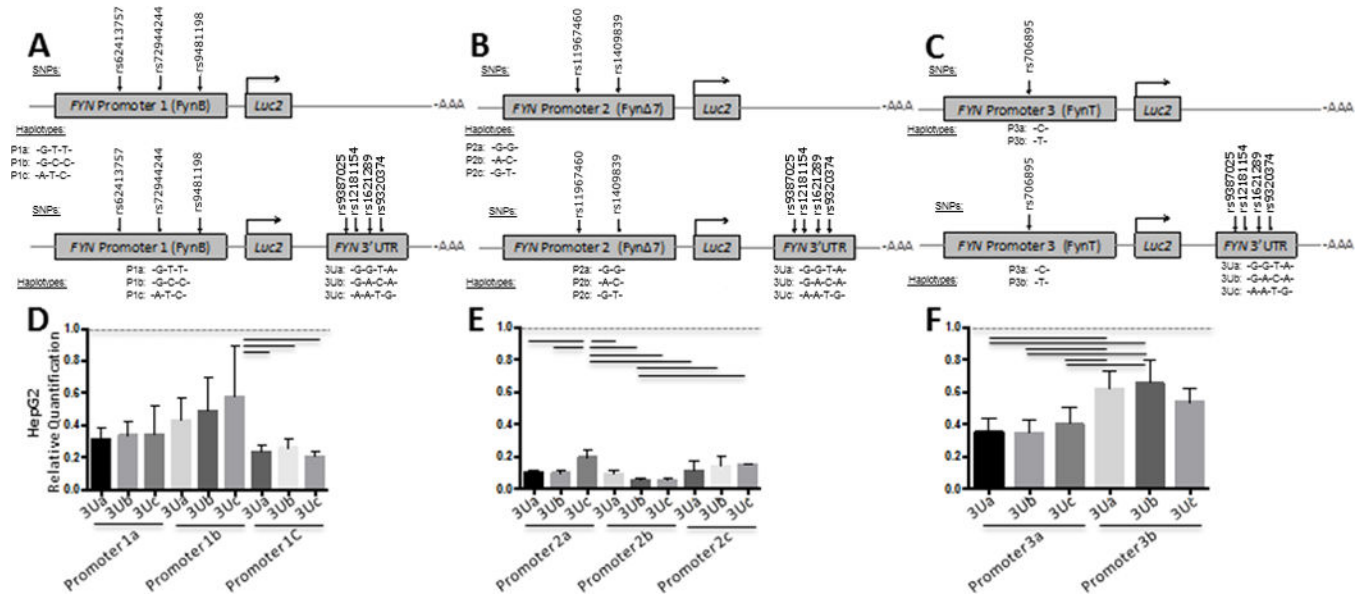 A
SNPs:
rs62413757
rs72944244
rs9481198
FYN Promoter 1 (FynB)
Luc2
-AAA
Haplotypes:
P1a: -G-T-T-
P1b: -G-C-C-
P1c: -A-T-C-
SNPs:
rs62413757
rs72944244
rs9481198
rs9387025
rs12181154
rs1621289
rs9320374
FYN Promoter 1 (FynB)
Luc2
FYN 3'UTR
-AAA
Haplotypes:
P1a: -G-T-T-
P1b: -G-C-C-
P1c: -A-T-C-
3Ua: -G-G-T-A-
3Ub: -G-A-C-A-
3Uc: -A-A-T-G-
B
SNPs:
rs11967460
rs1409839
FYN Promoter 2 (FynΔ7)
Luc2
-AAA
Haplotypes:
P2a: -G-G-
P2b: -A-C-
P2c: -G-T-
SNPs:
rs11967460
rs1409839
rs9387025
rs12181154
rs1621289
rs9320374
FYN Promoter 2 (FynΔ7)
Luc2
FYN 3'UTR
-AAA
Haplotypes:
P2a: -G-G-
P2b: -A-C-
P2c: -G-T-
3Ua: -G-G-T-A-
3Ub: -G-A-C-A-
3Uc: -A-A-T-G-
C
SNPs:
rs706895
FYN Promoter 3 (FynT)
Luc2
-AAA
Haplotypes:
P3a: -C-
P3b: -T-
SNPs:
rs706895
rs9387025
rs12181154
rs1621289
rs9320374
FYN Promoter 3 (FynT)
Luc2
FYN 3'UTR
-AAA
Haplotypes:
P3a: -C-
P3b: -T-
3Ua: -G-G-T-A-
3Ub: -G-A-C-A-
3Uc: -A-A-T-G-
D
HepG2
Relative Quantification
1.0
0.8
0.6
0.4
0.2
0.0
3Ua 3Ub 3Uc 3Ua 3Ub 3Uc 3Ua 3Ub 3Uc
Promoter 1a
Promoter 1b
Promoter 1C
E
1.0
0.8
0.6
0.4
0.2
0.0
3Ua 3Ub 3Uc 3Ua 3Ub 3Uc 3Ua 3Ub 3Uc
Promoter 2a
Promoter 2b
Promoter 2c
F
1.0
0.8
0.6
0.4
0.2
0.0
3Ua 3Ub 3Uc 3Ua 3Ub 3Uc
Promoter 3a
Promoter 3b